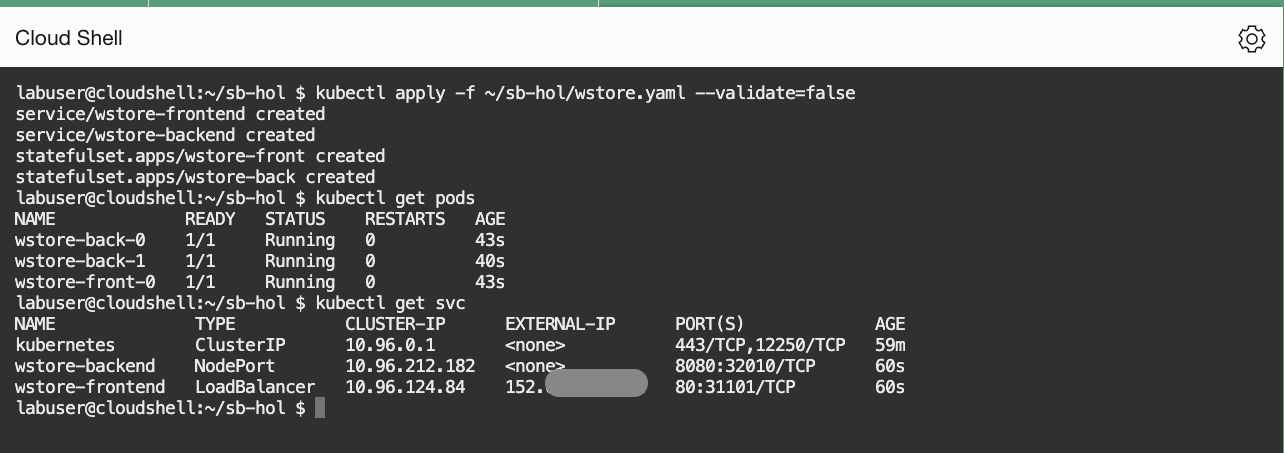 Cloud Shell
labuser@cloudshell:~/sb-hol $ kubectl apply -f ~/sb-hol/wstore.yaml --validate=false
service/wstore-frontend created
service/wstore-backend created
statefulset.apps/wstore-front created
statefulset.apps/wstore-back created
labuser@cloudshell:~/sb-hol $ kubectl get pods
NAME READY STATUS RESTARTS AGE
wstore-back-0 1/1 Running 0 43s
wstore-back-1 1/1 Running 0 40s
wstore-front-0 1/1 Running 0 43s
labuser@cloudshell:~/sb-hol $ kubectl get svc
NAME TYPE CLUSTER-IP EXTERNAL-IP PORT(S) AGE
kubernetes ClusterIP 10.96.0.1 <none> 443/TCP,12250/TCP 59m
wstore-backend NodePort 10.96.212.182 <none> 8080:32010/TCP 60s
wstore-frontend LoadBalancer 10.96.124.84 152. 80:31101/TCP 60s
labuser@cloudshell:~/sb-hol $